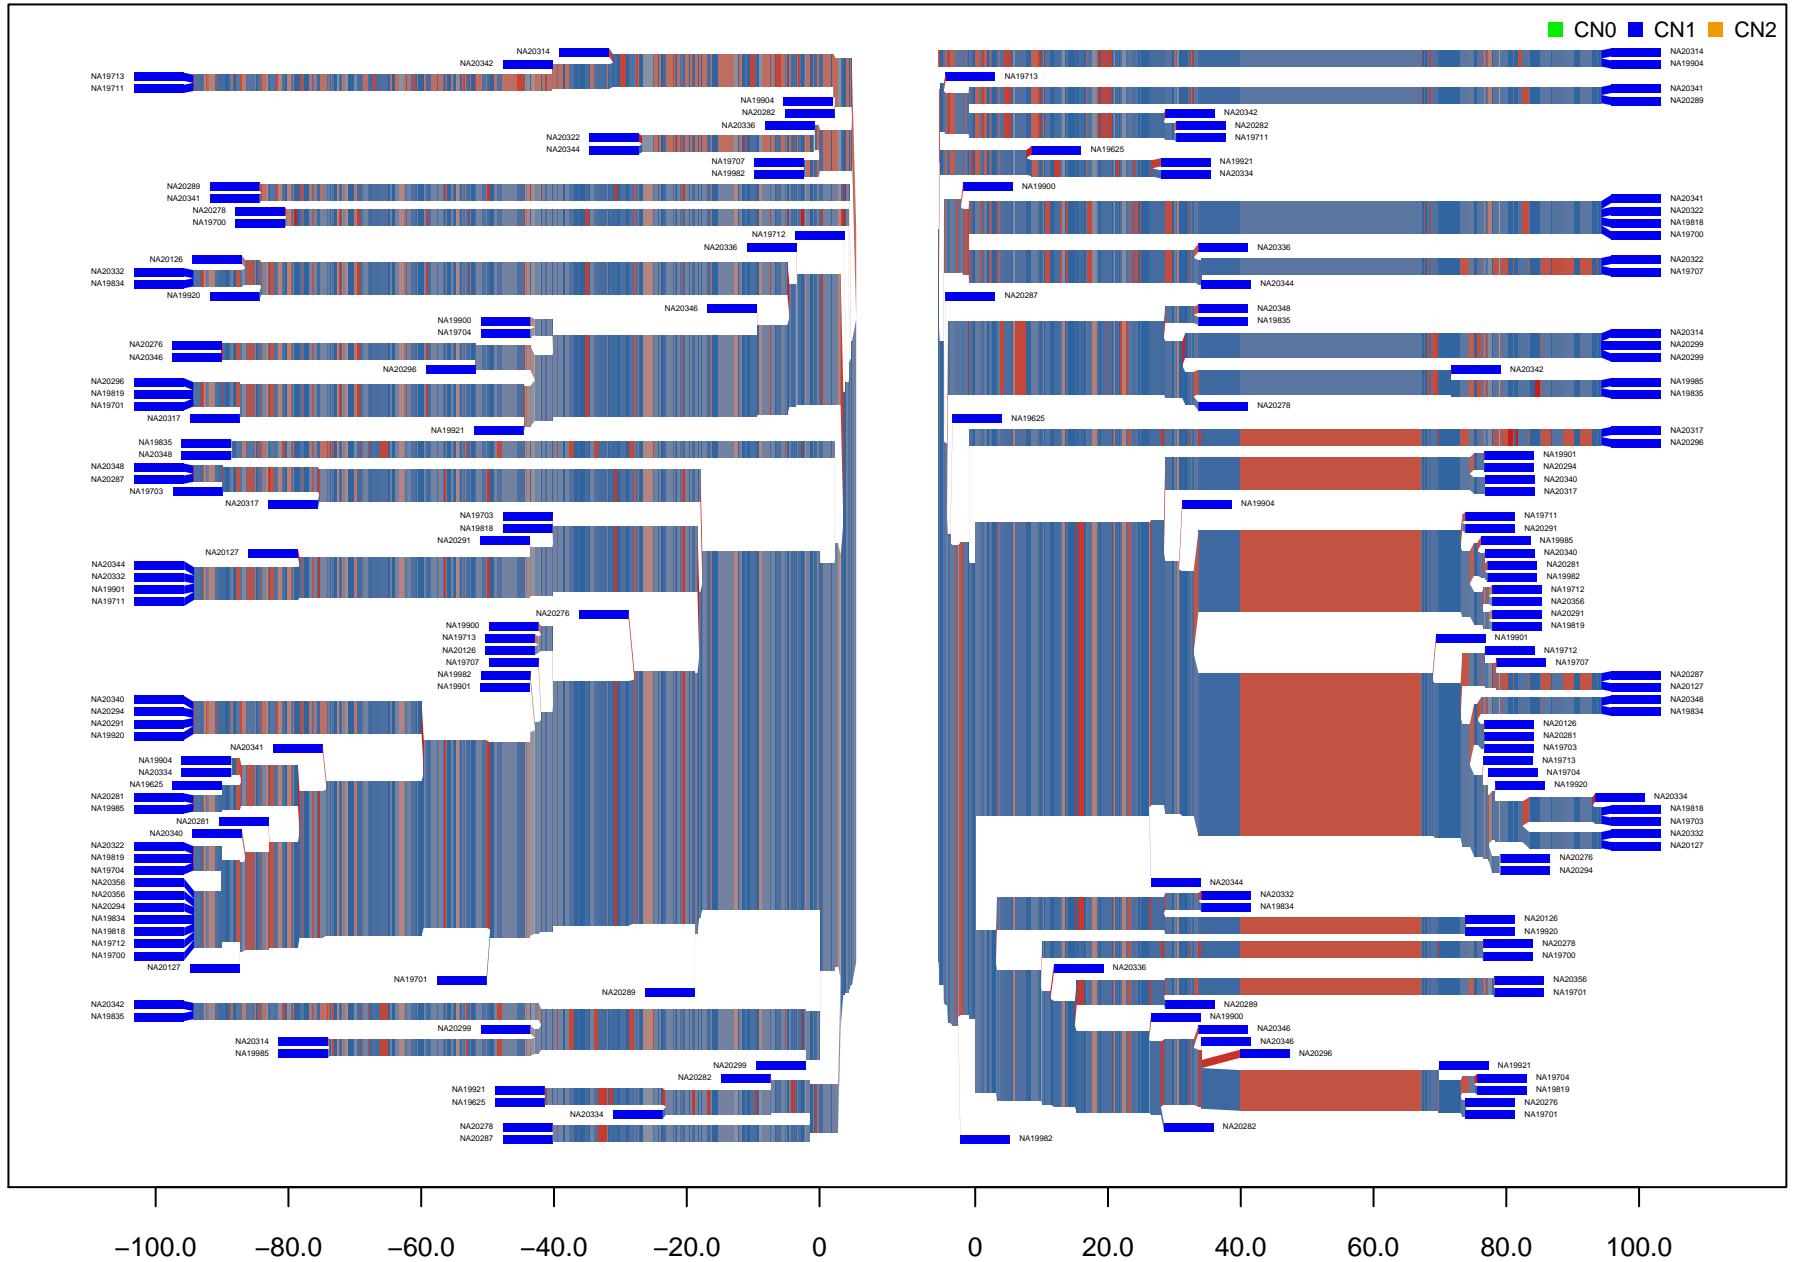 CN0 CN1 CN2
NA20314
NA20342
NA19713
NA19711
NA19904
NA20282
NA20336
NA20322
NA20344
NA19707
NA19982
NA20289
NA20341
NA20278
NA19700
NA19712
NA20336
NA20126
NA20332
NA19834
NA19920
NA20346
NA19900
NA19704
NA20276
NA20346
NA20296
NA20296
NA19819
NA19701
NA20317
NA19921
NA19835
NA20348
NA20348
NA20287
NA19703
NA20317
NA19703
NA19818
NA20291
NA20127
NA20344
NA20332
NA19901
NA19711
NA20276
NA19900
NA19713
NA20126
NA19707
NA19982
NA19901
NA20340
NA20294
NA20291
NA19920
NA20341
NA19904
NA20334
NA19625
NA20281
NA19985
NA20281
NA20340
NA20322
NA19819
NA19704
NA20356
NA20356
NA20294
NA19834
NA19818
NA19712
NA19700
NA20127
NA19701
NA20289
NA20342
NA19835
NA20299
NA20314
NA19985
NA20299
NA20282
NA19921
NA19625
NA20334
NA20278
NA20287
NA20314
NA19904
NA19713
NA20341
NA20289
NA20342
NA20282
NA19711
NA19625
NA19921
NA20334
NA19900
NA20341
NA20322
NA19818
NA19700
NA20336
NA20322
NA19707
NA20344
NA20287
NA20348
NA19835
NA20314
NA20299
NA20299
NA20342
NA19985
NA19835
NA20278
NA19625
NA20317
NA20296
NA19901
NA20294
NA20340
NA20317
NA19904
NA19711
NA20291
NA19985
NA20340
NA20281
NA19982
NA19712
NA20356
NA20291
NA19819
NA19901
NA19712
NA19707
NA20287
NA20127
NA20348
NA19834
NA20126
NA20281
NA19703
NA19713
NA19704
NA19920
NA20334
NA19818
NA19703
NA20332
NA20127
NA20276
NA20294
NA20344
NA20332
NA19834
NA20126
NA19920
NA20278
NA19700
NA20336
NA20356
NA19701
NA20289
NA19900
NA20346
NA20346
NA20296
NA19921
NA19704
NA19819
NA20276
NA19701
NA20282
NA19982
−100.0 −80.0 −60.0 −40.0 −20.0 0 0 20.0 40.0 60.0 80.0 100.0